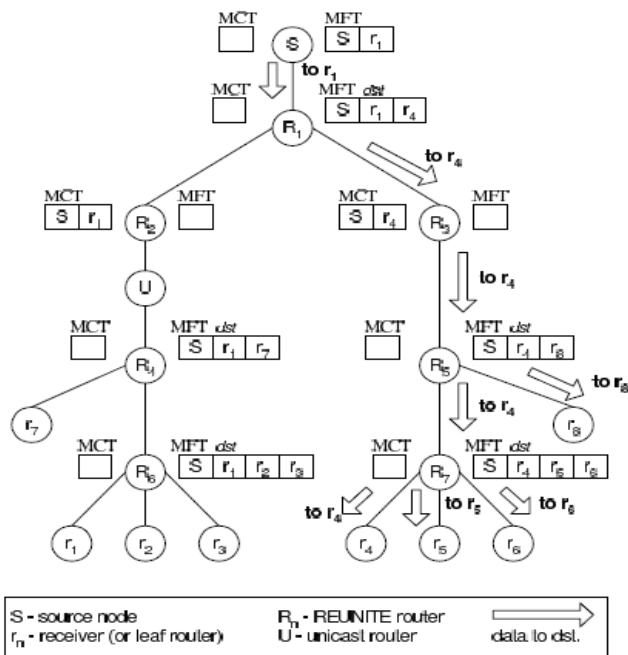 MCT MFT
S S r1
to r1
MCT MFT dst
S r1 r4
R1
to r4
MCT MFT MCT MFT
S r1 R2 S r4 R3
U to r4
MCT MFT dst MCT MFT dst
S r1 r7 S r4 r8
R4 R5 to r8
r7 to r4 r8
MCT MFT dst MCT MFT dst
R6 S r1 r2 r3 R7 S r4 r5 r6
to r4 to r5 to r6
r1 r2 r3 r4 r5 r6
S - source node Rn - REUNITE router
rn - receiver (or leaf router) U - unicast router data to dst.